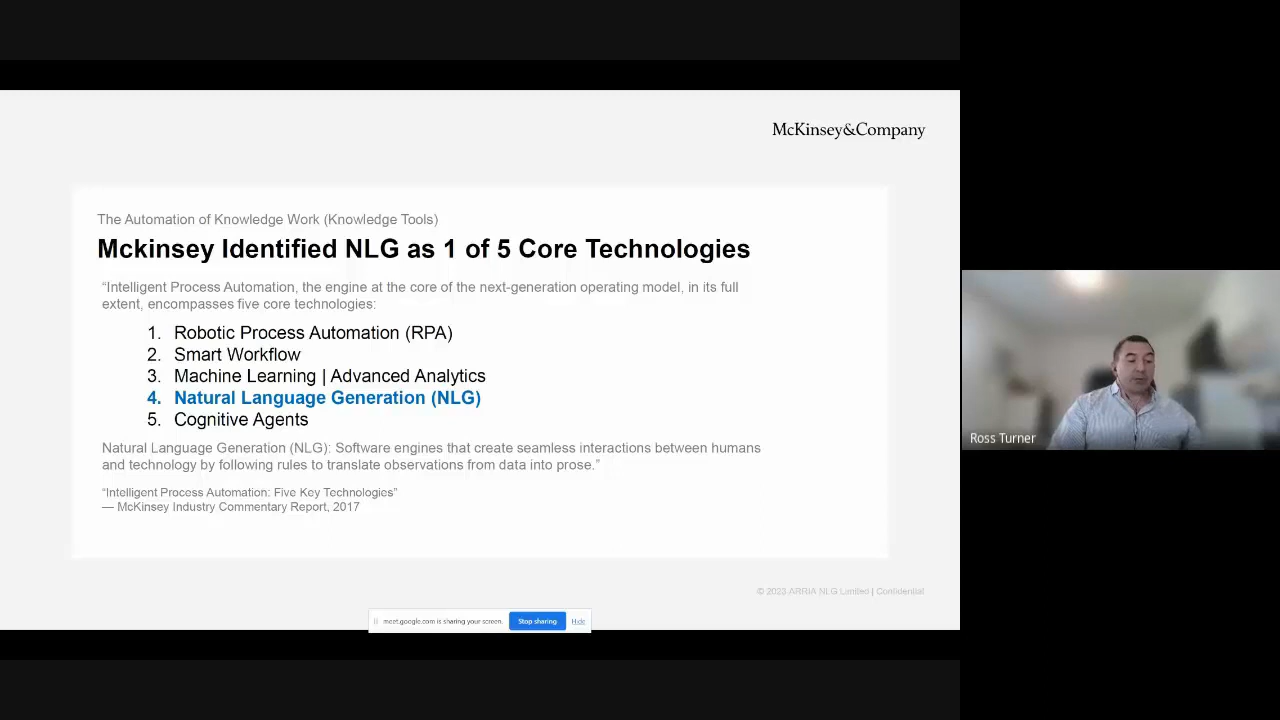 McKinsey&Company
The Automation of Knowledge Work (Knowledge Tools)
Mckinsey Identified NLG as 1 of 5 Core Technologies
“Intelligent Process Automation, the engine at the core of the next-generation operating model, in its full
extent, encompasses five core technologies:
1. Robotic Process Automation (RPA)
2. Smart Workflow
3. Machine Learning | Advanced Analytics
4. Natural Language Generation (NLG)
5. Cognitive Agents
Natural Language Generation (NLG): Software engines that create seamless interactions between humans
and technology by following rules to translate observations from data into prose.”
“Intelligent Process Automation: Five Key Technologies”
— McKinsey Industry Commentary Report, 2017
© 2023 ARRIA NLG Limited | Confidential
meet.google.com is sharing your screen. Stop sharing Hide
Ross Turner